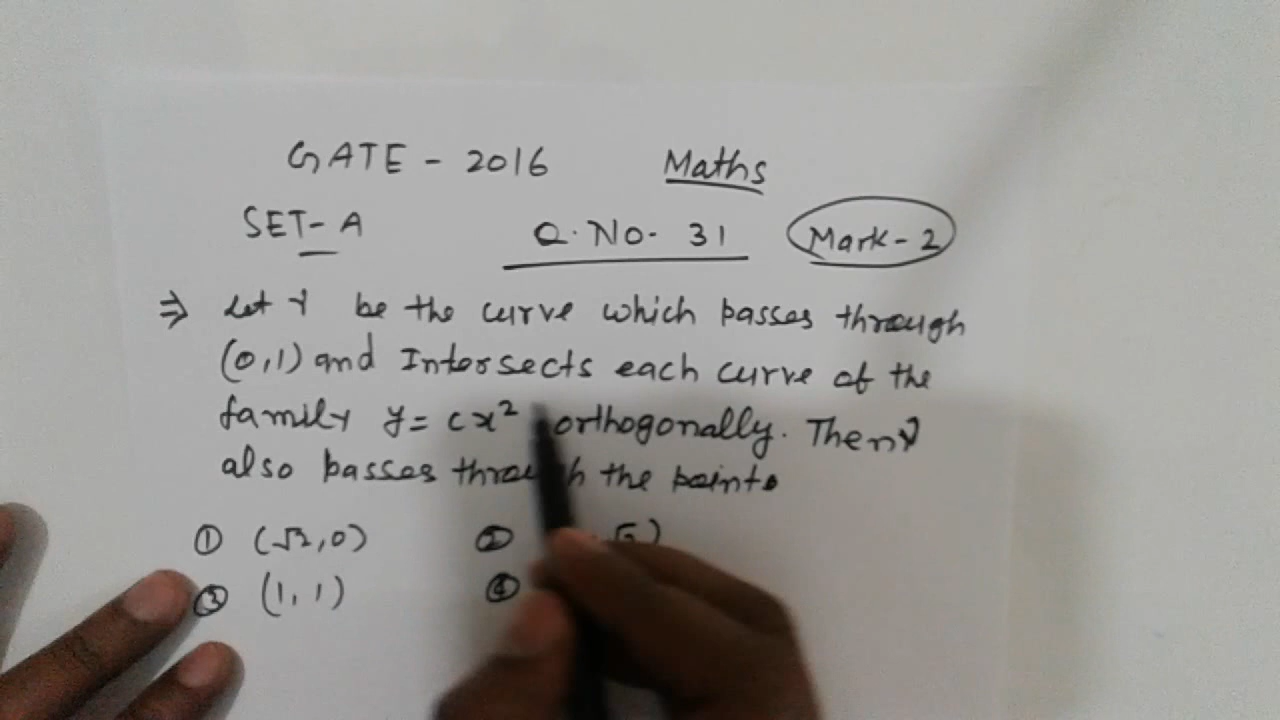 GATE - 2016 Maths
SET-A Q.No. 31 Mark-2
⇒ Let γ be the curve which passes through
(0,1) and Intersects each curve of the
family y = cx² orthogonally. Then γ
also passes through the points
① (√2,0) ②
③ (1,1) ④